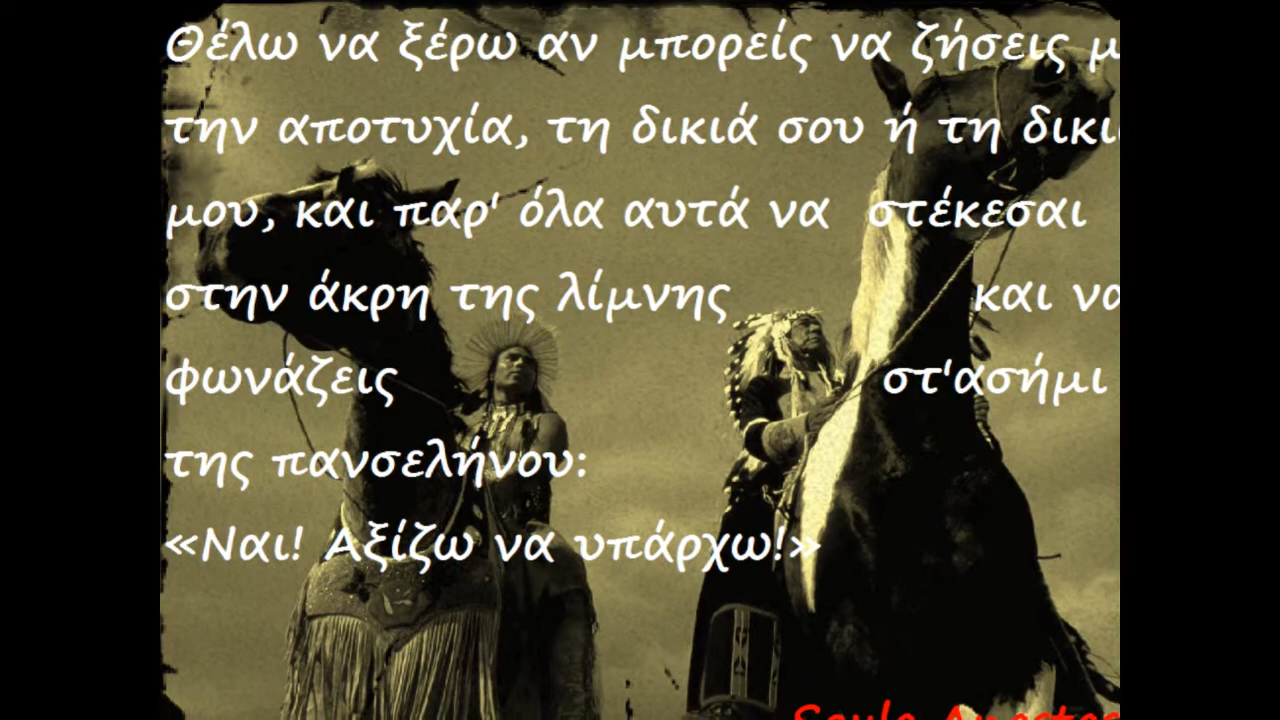 Θέλω να ξέρω αν μπορείς να ζήσεις μ
την αποτυχία, τη δικιά σου ή τη δικι
μου, και παρ' όλα αυτά να στέκεσαι
στην άκρη της λίμνης και να
φωνάζεις στ'ασήμι
της πανσελήνου:
«Ναι! Αξίζω να υπάρχω!»